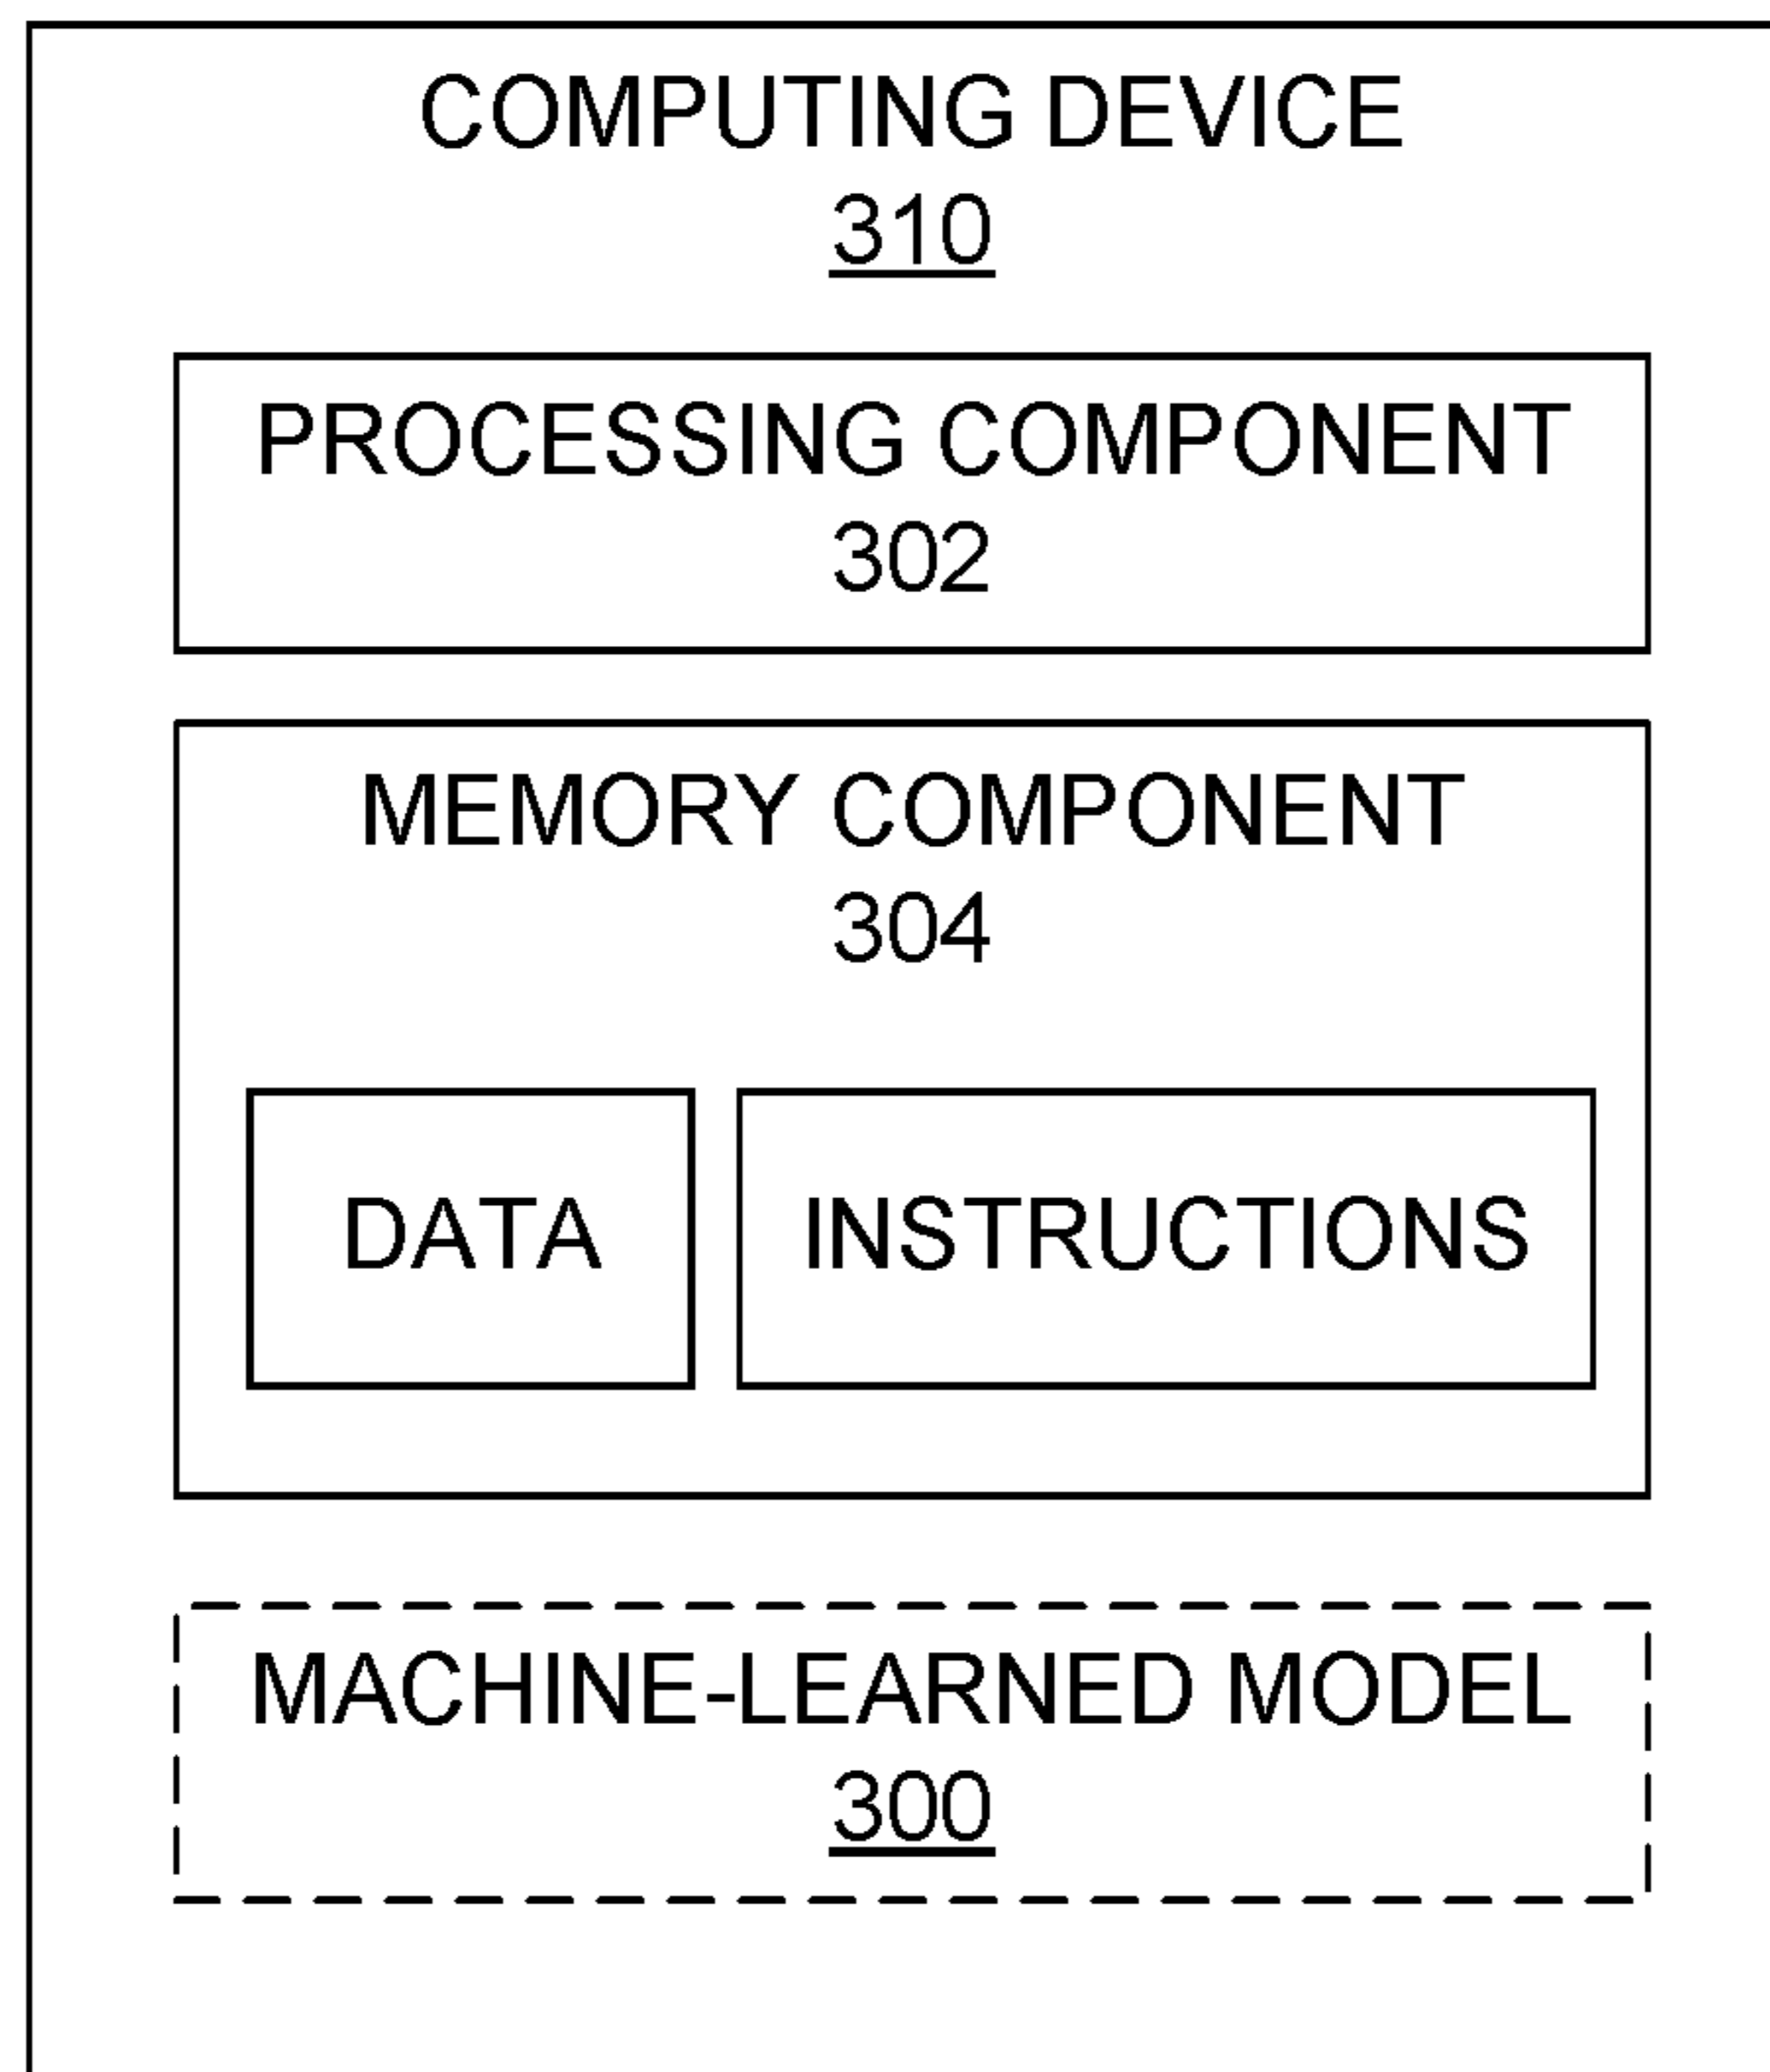 COMPUTING DEVICE
310
PROCESSING COMPONENT
302
MEMORY COMPONENT
304
DATA INSTRUCTIONS
MACHINE-LEARNED MODEL
300